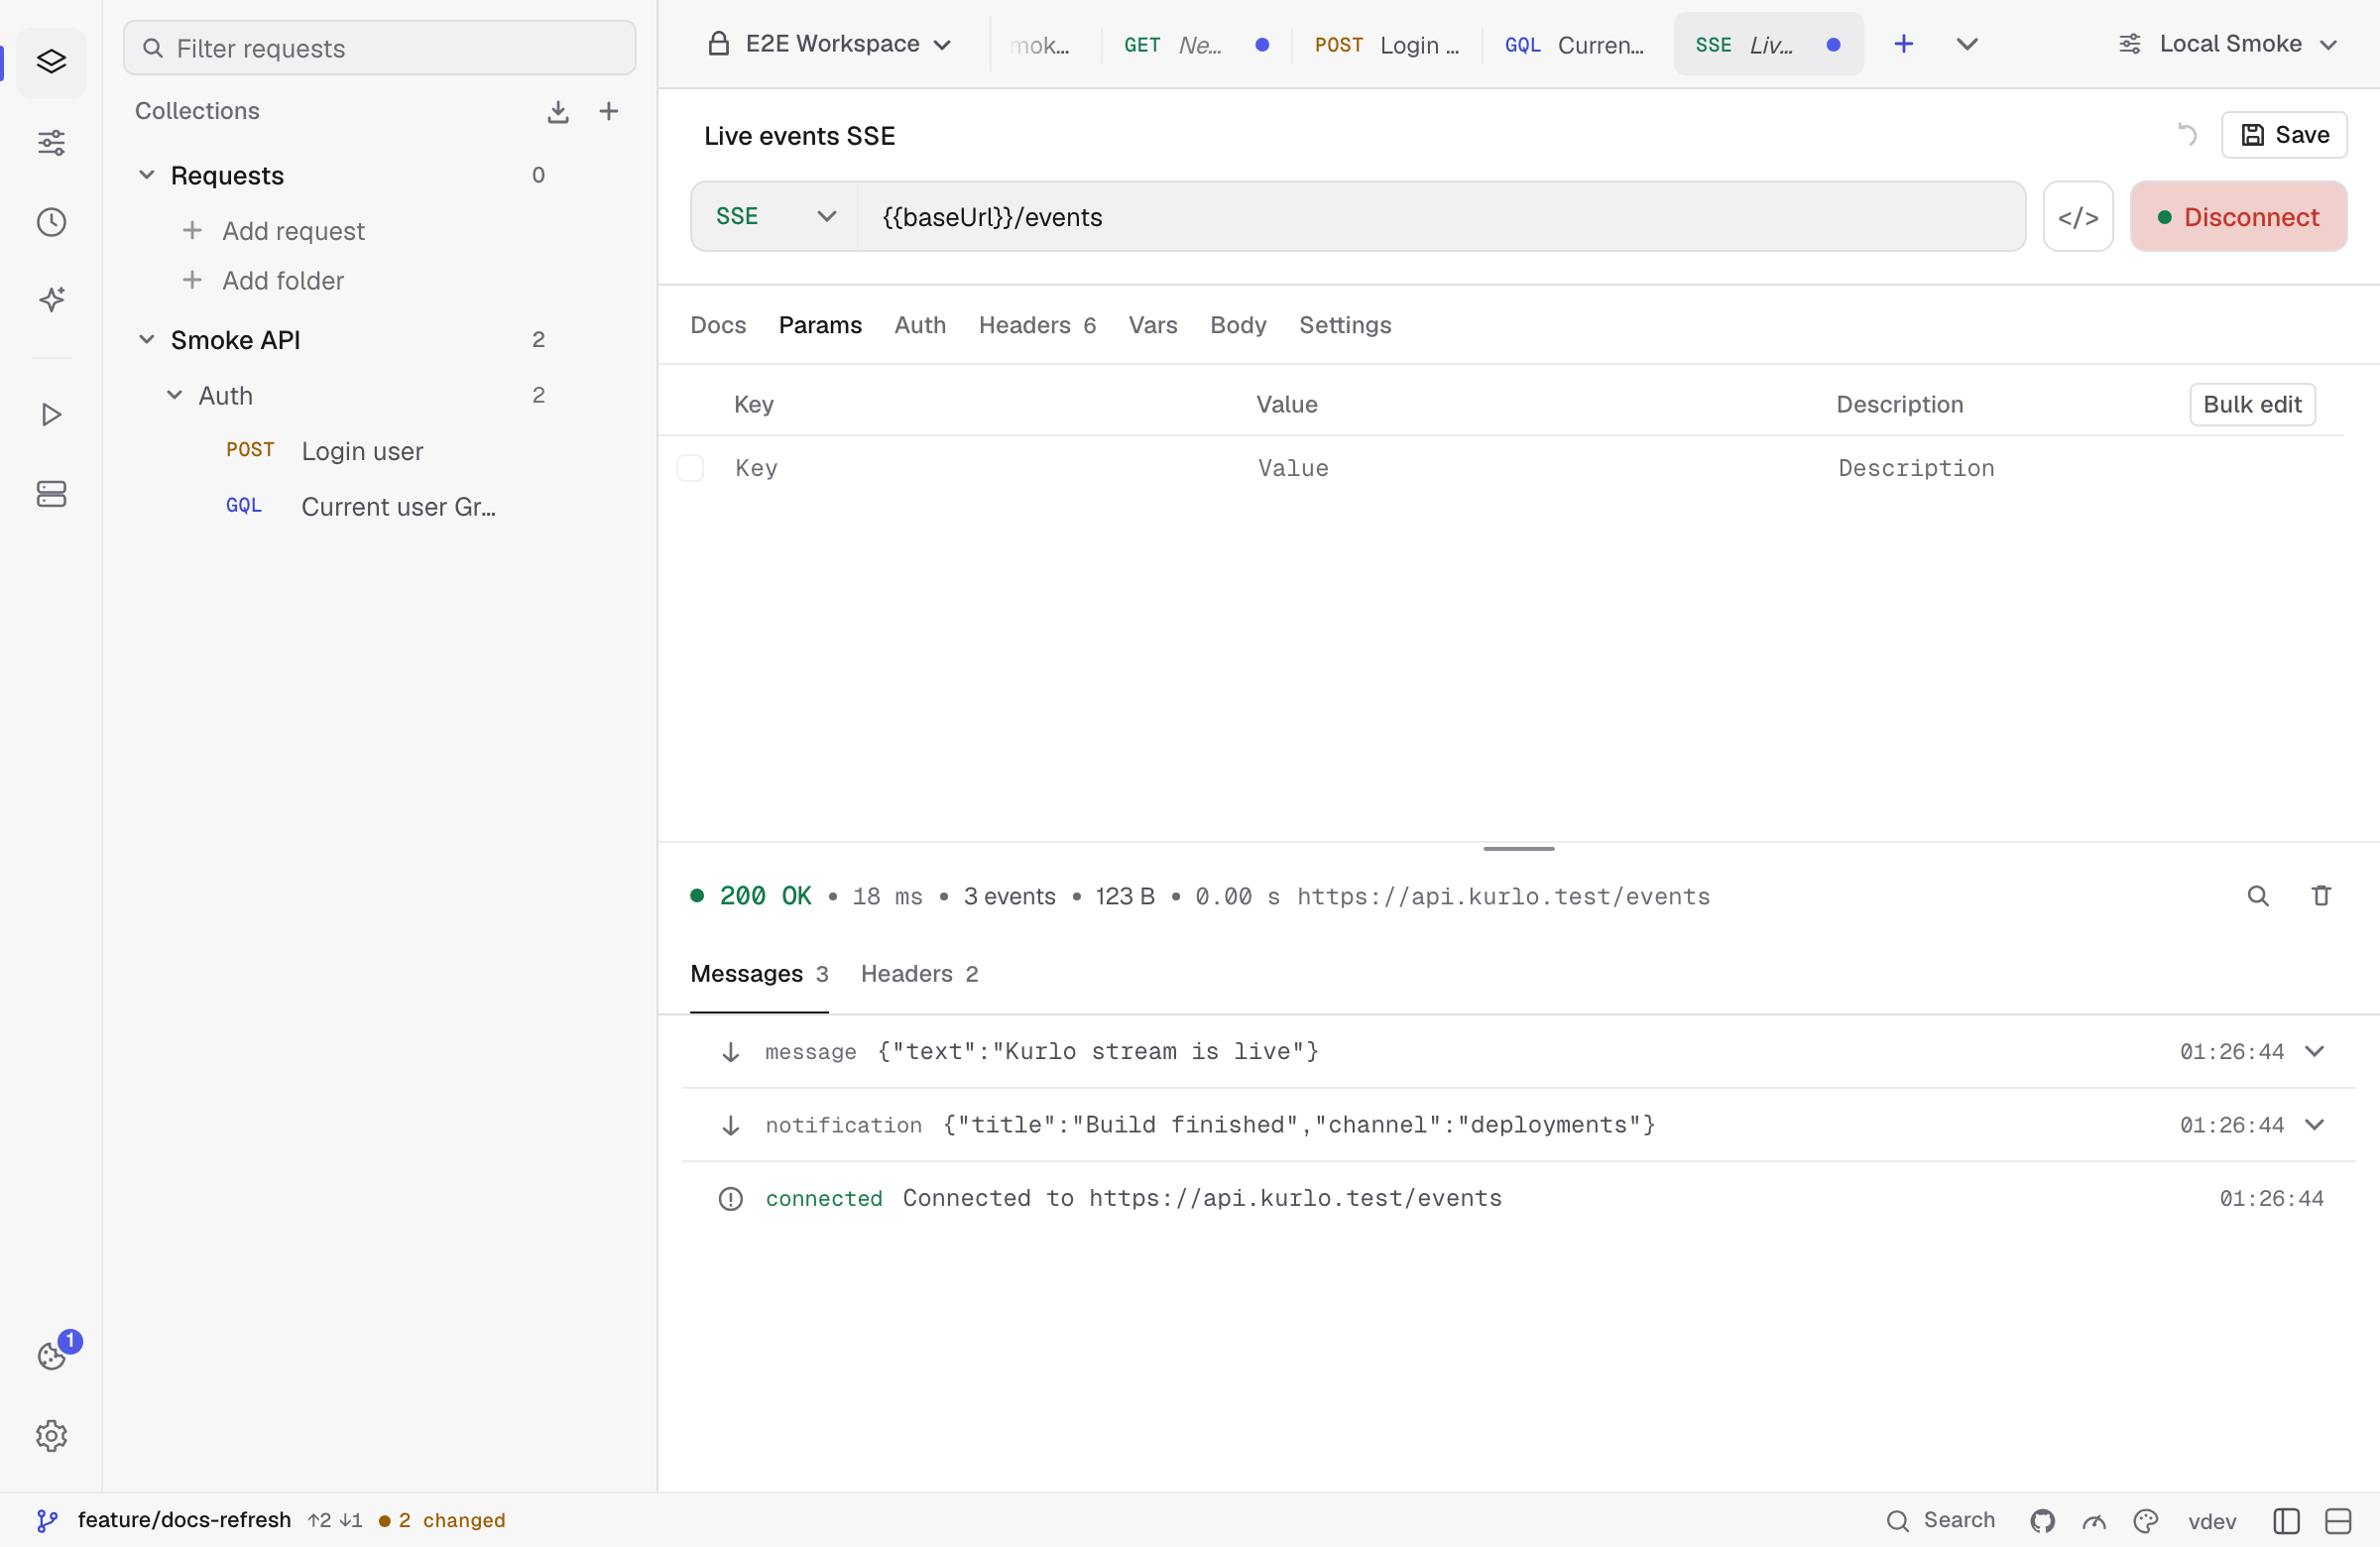 Filter requests
Collections
Requests 0
Add request
Add folder
Smoke API 2
Auth 2
POST Login user
GQL Current user Gr...
1
E2E Workspace
mok...
GET Ne...
POST Login ...
GQL Curren...
SSE Liv...
Local Smoke
Live events SSE
Save
SSE
{{baseUrl}}/events
</>
Disconnect
Docs Params Auth Headers 6 Vars Body Settings
Key Value Description Bulk edit
Key Value Description
200 OK • 18 ms • 3 events • 123 B • 0.00 s https://api.kurlo.test/events
Messages 3 Headers 2
message {"text":"Kurlo stream is live"} 01:26:44
notification {"title":"Build finished","channel":"deployments"} 01:26:44
connected Connected to https://api.kurlo.test/events 01:26:44
feature/docs-refresh ↑2 ↓1 2 changed
Search
vdev